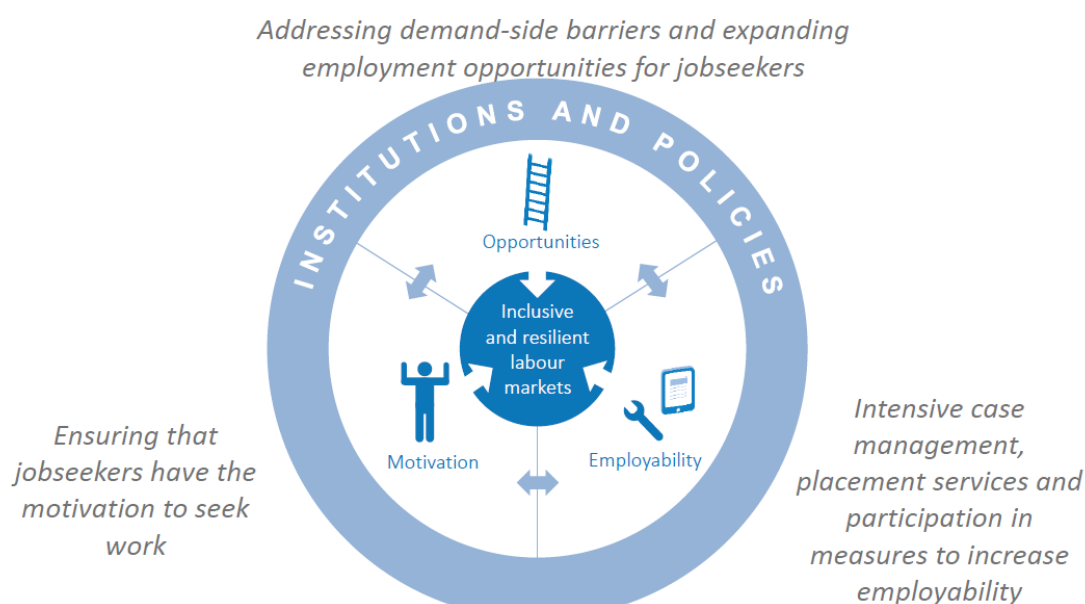 Addressing demand-side barriers and expanding
employment opportunities for jobseekers
INSTITUTIONS AND POLICIES
Opportunities
Inclusive
and resilient
labour
markets
Motivation
Employability
Ensuring that
jobseekers have the
motivation to seek
work
Intensive case
management,
placement services and
participation in
measures to increase
employability